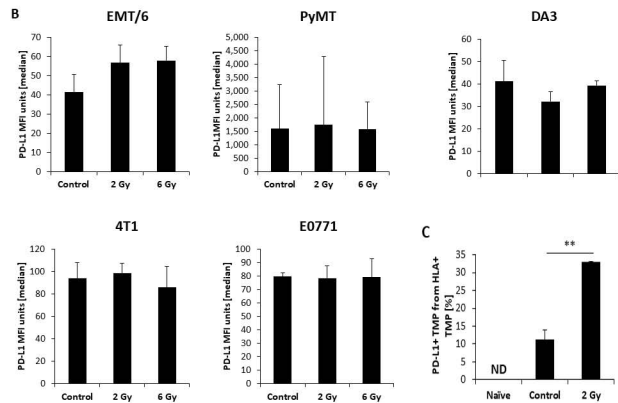 B
EMT/6
PD-L1 MFI units [median]
70
60
50
40
30
20
10
0
Control 2 Gy 6 Gy
PyMT
PD-L1MFI units [median]
5,000
4,500
4,000
3,500
3,000
2,500
2,000
1,500
1,000
500
0
Control 2 Gy 6 Gy
DA3
PD-L1 MFI units [median]
60
50
40
30
20
10
0
4T1
PD-L1 MFI units [median]
120
100
80
60
40
20
0
Control 2 Gy 6 Gy
E0771
PD-L1 MFI units [median]
100
90
80
70
60
50
40
30
20
10
0
Control 2 Gy 6 Gy
C
PD-L1+ TMP from HLA+
TMP [%]
35
30
25
20
15
10
5
0
**
ND
Naïve Control 2 Gy